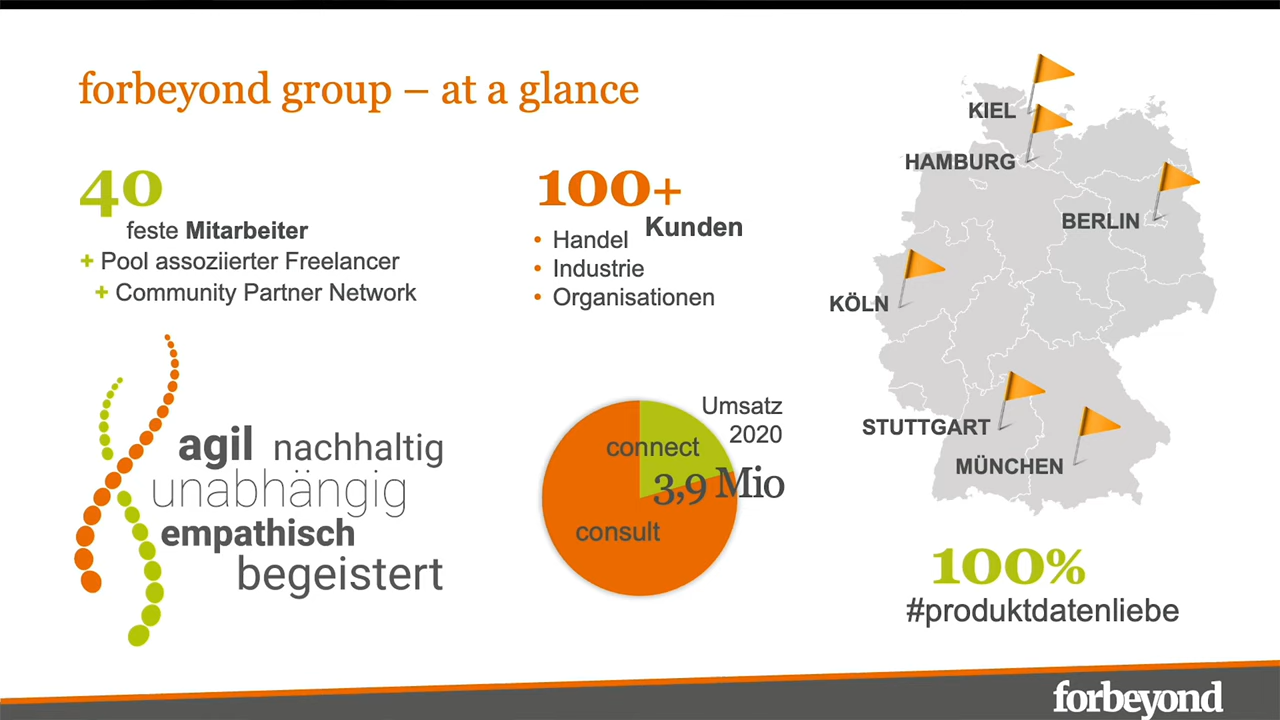 forbeyond group – at a glance
40
feste Mitarbeiter
+ Pool assoziierter Freelancer
+ Community Partner Network
100+
Kunden
• Handel
• Industrie
• Organisationen
agil nachhaltig
unabhängig
empathisch
begeistert
Umsatz
2020
connect
3,9 Mio
consult
KIEL
HAMBURG
BERLIN
KÖLN
STUTTGART
MÜNCHEN
100%
#produktdatenliebe
forbeyond